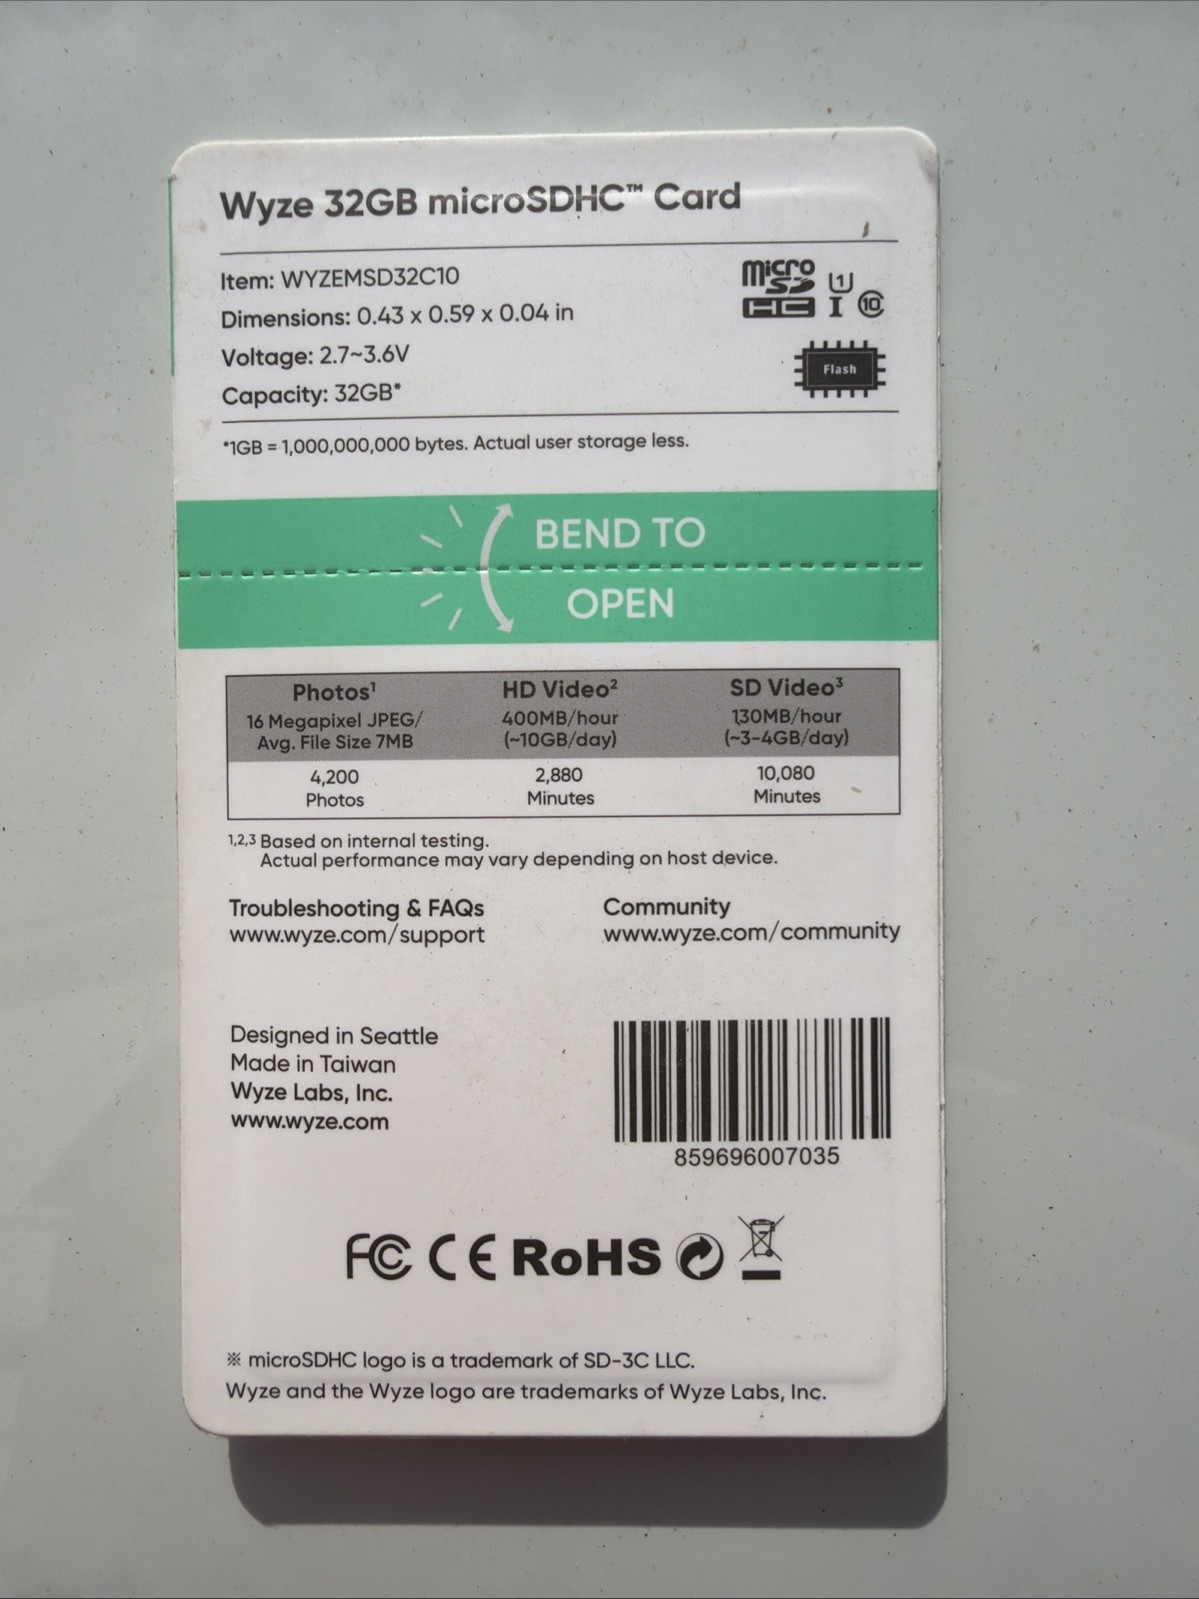 Wyze 32GB microSDHC™ Card
Item: WYZEMSD32C10
Dimensions: 0.43 x 0.59 x 0.04 in
Voltage: 2.7~3.6V
Capacity: 32GB*
micro
SD
HC I U1 10
Flash
*1GB = 1,000,000,000 bytes. Actual user storage less.
BEND TO
OPEN
Photos¹ HD Video² SD Video³
16 Megapixel JPEG/ 400MB/hour 130MB/hour
Avg. File Size 7MB (~10GB/day) (~3-4GB/day)
4,200 2,880 10,080
Photos Minutes Minutes
1,2,3 Based on internal testing.
Actual performance may vary depending on host device.
Troubleshooting & FAQs Community
www.wyze.com/support www.wyze.com/community
Designed in Seattle
Made in Taiwan
Wyze Labs, Inc.
www.wyze.com
859696007035
FC CE RoHS
※ microSDHC logo is a trademark of SD-3C LLC.
Wyze and the Wyze logo are trademarks of Wyze Labs, Inc.